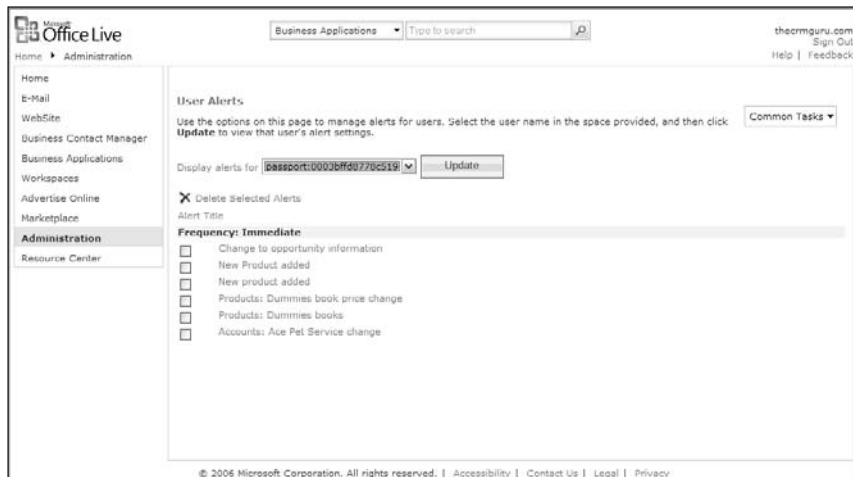 Microsoft
Office Live
Business Applications
Type to search
thecrmguru.com
Sign Out
Home ▸ Administration
Help | Feedback
Home
E-Mail
WebSite
Business Contact Manager
Business Applications
Workspaces
Advertise Online
Marketplace
Administration
Resource Center
User Alerts
Use the options on this page to manage alerts for users. Select the user name in the space provided, and then click
Update to view that user's alert settings.
Common Tasks
Display alerts for passport:0003bffd8778c519 Update
Delete Selected Alerts
Alert Title
Frequency: Immediate
Change to opportunity information
New Product added
New product added
Products: Dummies book price change
Products: Dummies books
Accounts: Ace Pet Service change
© 2006 Microsoft Corporation. All rights reserved. | Accessibility | Contact Us | Legal | Privacy